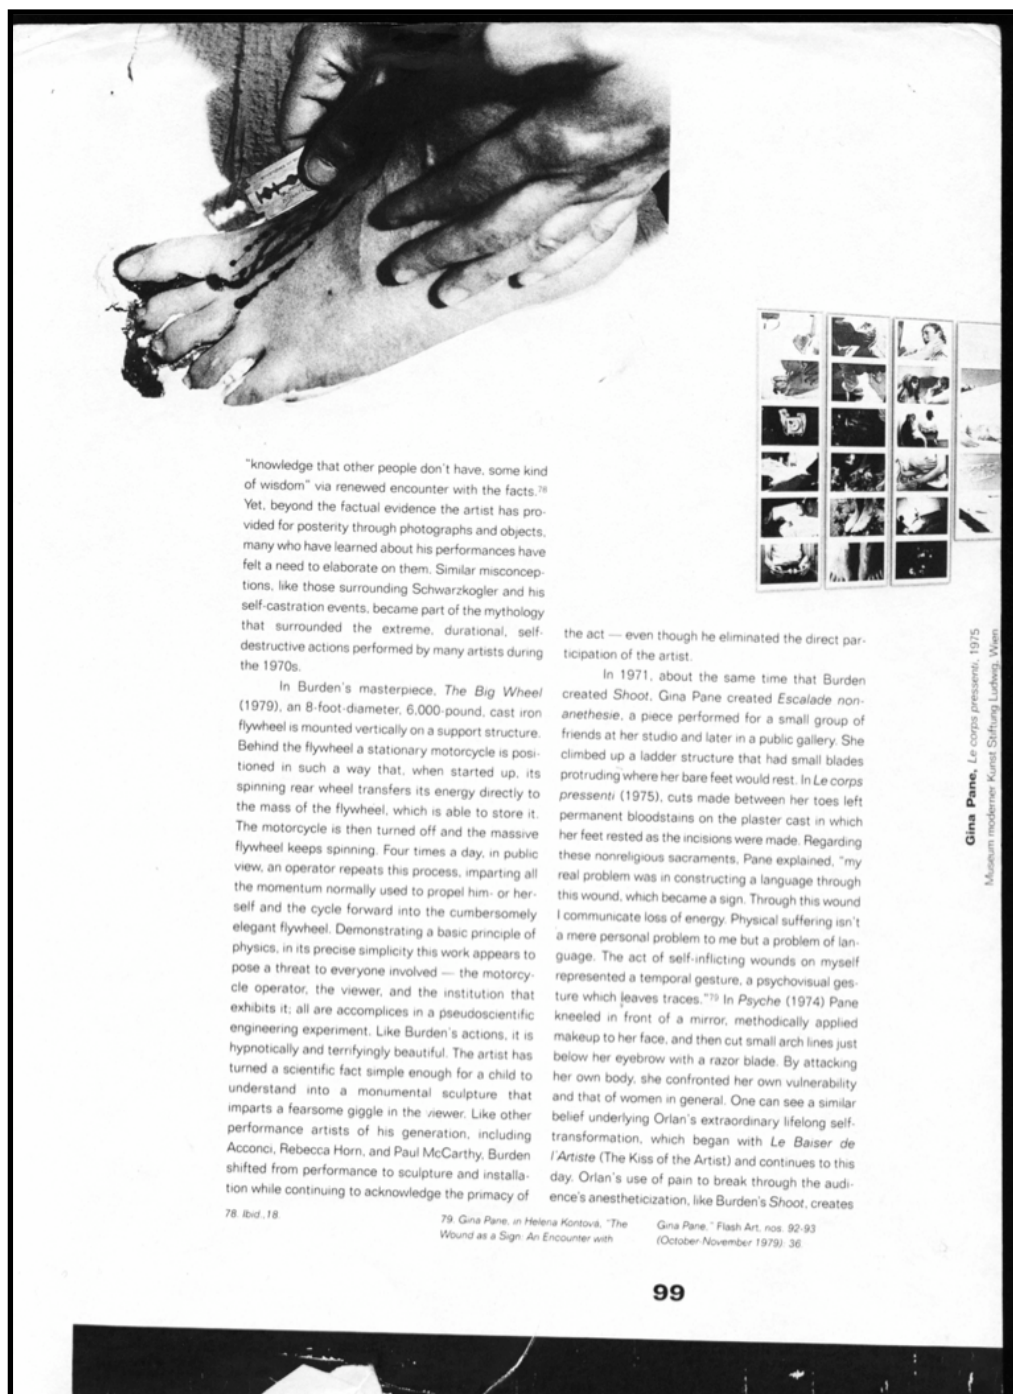 "knowledge that other people don't have, some kind
of wisdom" via renewed encounter with the facts.78
Yet, beyond the factual evidence the artist has pro-
vided for posterity through photographs and objects,
many who have learned about his performances have
felt a need to elaborate on them. Similar misconcep-
tions, like those surrounding Schwarzkogler and his
self-castration events, became part of the mythology
that surrounded the extreme, durational, self-
destructive actions performed by many artists during
the 1970s.
In Burden's masterpiece, The Big Wheel
(1979), an 8-foot-diameter, 6,000-pound, cast iron
flywheel is mounted vertically on a support structure.
Behind the flywheel a stationary motorcycle is posi-
tioned in such a way that, when started up, its
spinning rear wheel transfers its energy directly to
the mass of the flywheel, which is able to store it.
The motorcycle is then turned off and the massive
flywheel keeps spinning. Four times a day, in public
view, an operator repeats this process, imparting all
the momentum normally used to propel him- or her-
self and the cycle forward into the cumbersomely
elegant flywheel. Demonstrating a basic principle of
physics, in its precise simplicity this work appears to
pose a threat to everyone involved — the motorcy-
cle operator, the viewer, and the institution that
exhibits it; all are accomplices in a pseudoscientific
engineering experiment. Like Burden's actions, it is
hypnotically and terrifyingly beautiful. The artist has
turned a scientific fact simple enough for a child to
understand into a monumental sculpture that
imparts a fearsome giggle in the viewer. Like other
performance artists of his generation, including
Acconci, Rebecca Horn, and Paul McCarthy, Burden
shifted from performance to sculpture and installa-
tion while continuing to acknowledge the primacy of
the act — even though he eliminated the direct par-
ticipation of the artist.
In 1971, about the same time that Burden
created Shoot, Gina Pane created Escalade non-
anethesie, a piece performed for a small group of
friends at her studio and later in a public gallery. She
climbed up a ladder structure that had small blades
protruding where her bare feet would rest. In Le corps
pressenti (1975), cuts made between her toes left
permanent bloodstains on the plaster cast in which
her feet rested as the incisions were made. Regarding
these nonreligious sacraments, Pane explained, "my
real problem was in constructing a language through
this wound, which became a sign. Through this wound
I communicate loss of energy. Physical suffering isn't
a mere personal problem to me but a problem of lan-
guage. The act of self-inflicting wounds on myself
represented a temporal gesture, a psychovisual ges-
ture which leaves traces."79 In Psyche (1974) Pane
kneeled in front of a mirror, methodically applied
makeup to her face, and then cut small arch lines just
below her eyebrow with a razor blade. By attacking
her own body, she confronted her own vulnerability
and that of women in general. One can see a similar
belief underlying Orlan's extraordinary lifelong self-
transformation, which began with Le Baiser de
l'Artiste (The Kiss of the Artist) and continues to this
day. Orlan's use of pain to break through the audi-
ence's anestheticization, like Burden's Shoot, creates
Gina Pane, Le corps pressenti, 1975
Museum moderner Kunst Stiftung Ludwig, Wien
78. Ibid., 18.
79. Gina Pane, in Helena Kontová, "The
Wound as a Sign: An Encounter with
Gina Pane," Flash Art, nos. 92-93
(October-November 1979): 36.
99